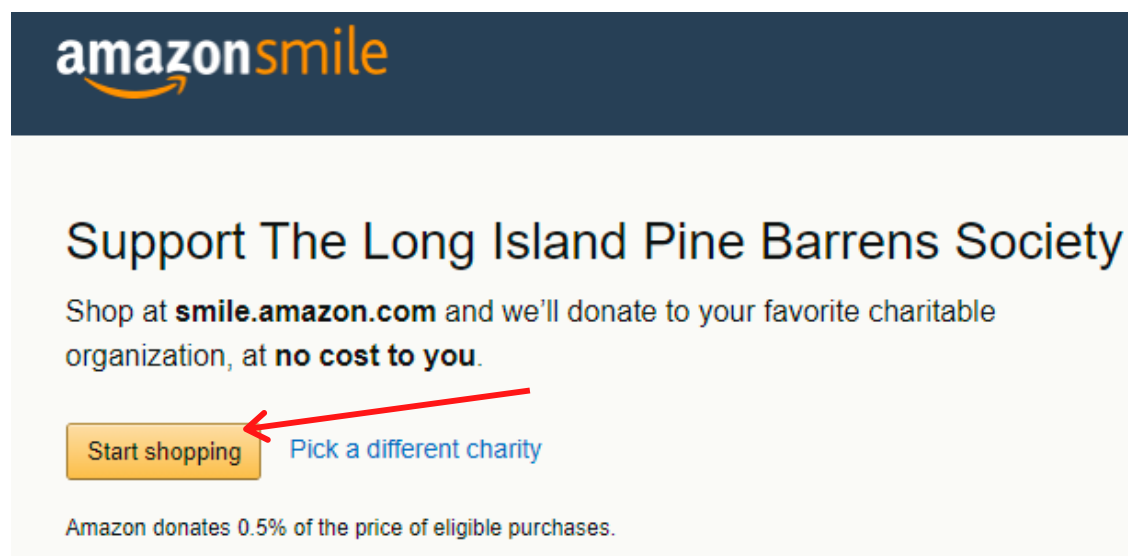 amazonsmile
Support The Long Island Pine Barrens Society
Shop at smile.amazon.com and we’ll donate to your favorite charitable
organization, at no cost to you.
Start shopping Pick a different charity
Amazon donates 0.5% of the price of eligible purchases.